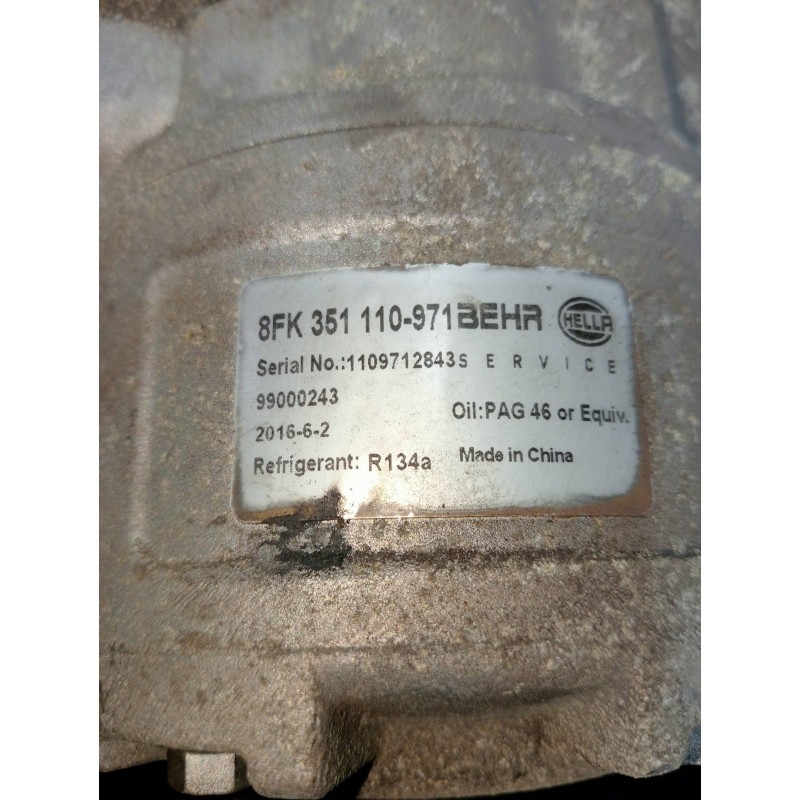 8FK 351 110-971 BEHR HELLA
Serial No.:1109712843 SERVICE
99000243
Oil:PAG 46 or Equiv.
2016-6-2
Refrigerant: R134a
Made in China